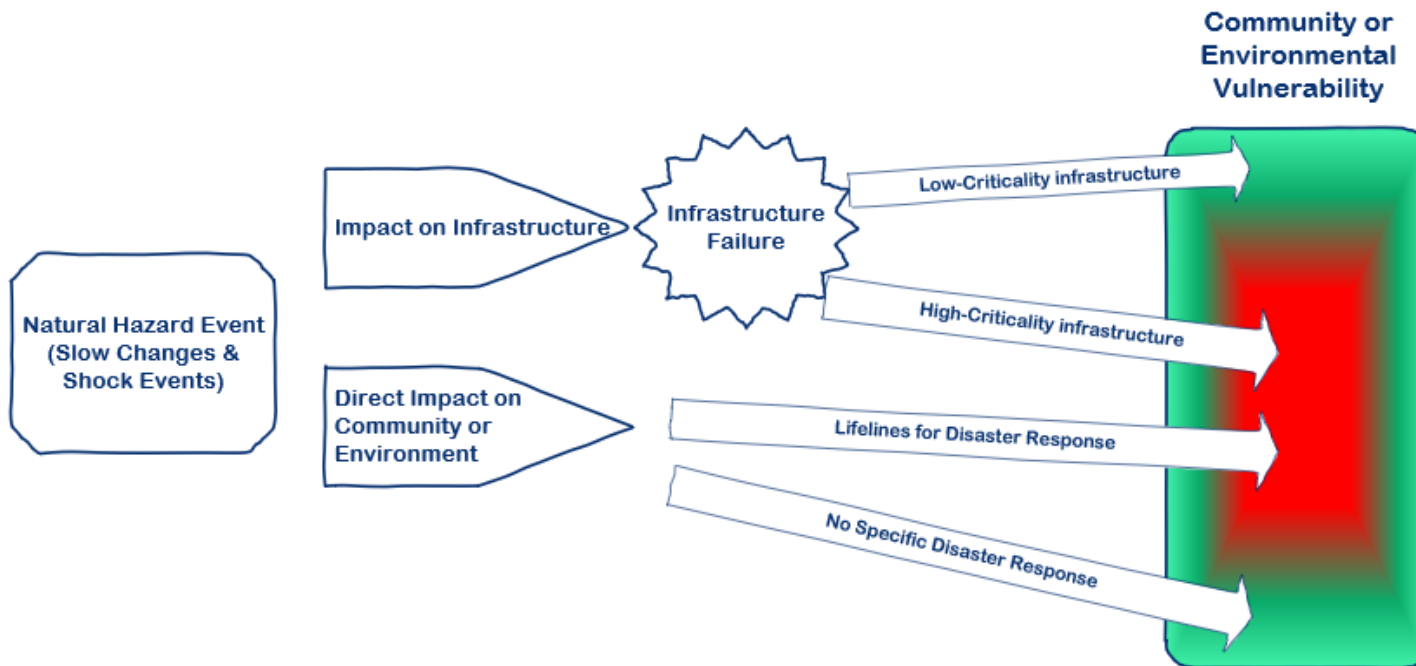 Community or
Environmental
Vulnerability
Low-Criticality infrastructure
Impact on Infrastructure
Infrastructure
Failure
High-Criticality infrastructure
Natural Hazard Event
(Slow Changes &
Shock Events)
Direct Impact on
Community or
Environment
Lifelines for Disaster Response
No Specific Disaster Response